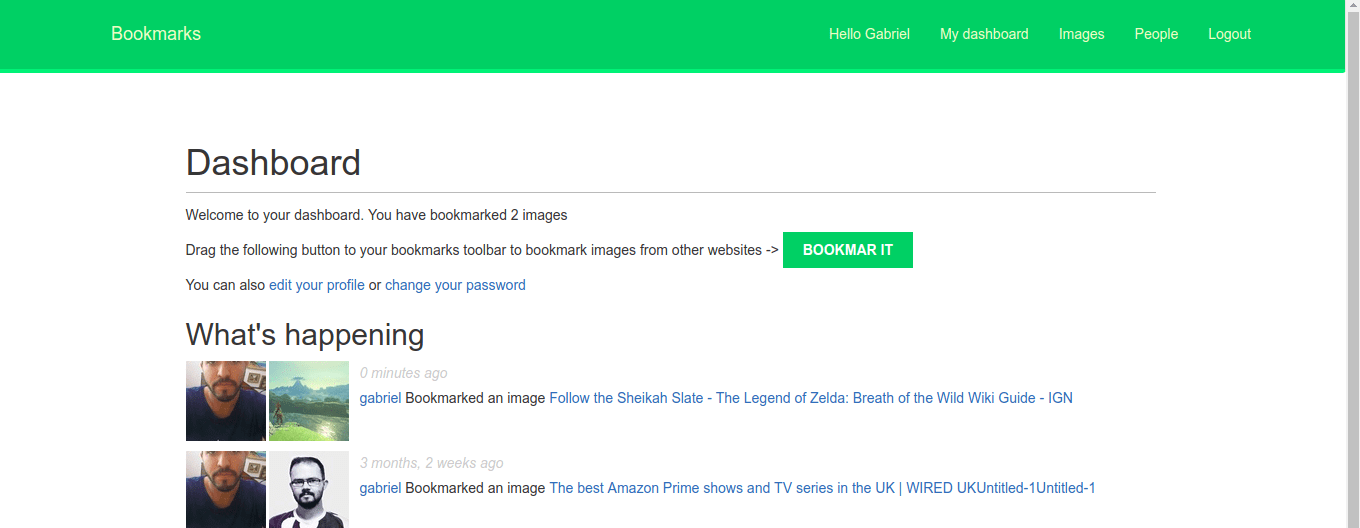 Bookmarks Hello Gabriel My dashboard Images People Logout
Dashboard
Welcome to your dashboard. You have bookmarked 2 images
Drag the following button to your bookmarks toolbar to bookmark images from other websites -> BOOKMAR IT
You can also edit your profile or change your password
What's happening
0 minutes ago
gabriel Bookmarked an image Follow the Sheikah Slate - The Legend of Zelda: Breath of the Wild Wiki Guide - IGN
3 months, 2 weeks ago
gabriel Bookmarked an image The best Amazon Prime shows and TV series in the UK | WIRED UKUntitled-1Untitled-1